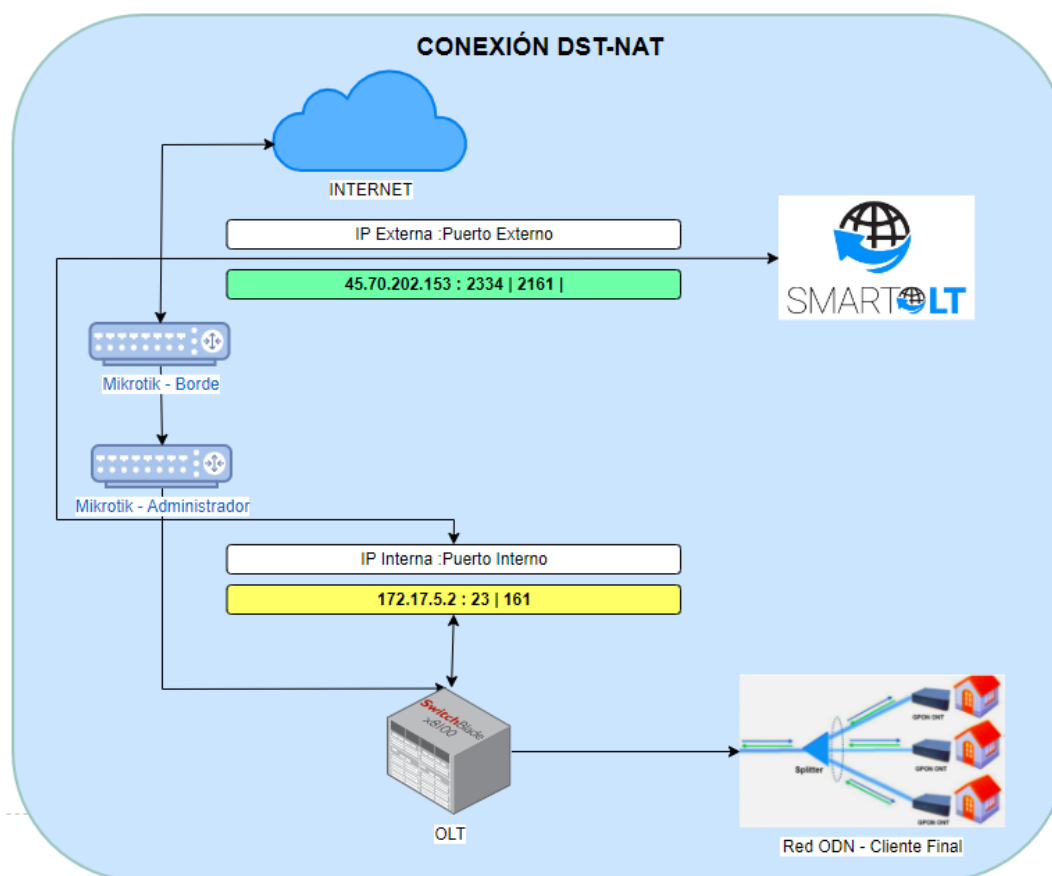 CONEXIÓN DST-NAT
INTERNET
IP Externa :Puerto Externo
45.70.202.153 : 2334 | 2161 |
SMARTOLT
Mikrotik - Borde
Mikrotik - Administrador
IP Interna :Puerto Interno
172.17.5.2 : 23 | 161
SwitchBlade
x8100
OLT
GPON ONT
Splitter
GPON ONT
GPON ONT
Red ODN - Cliente Final